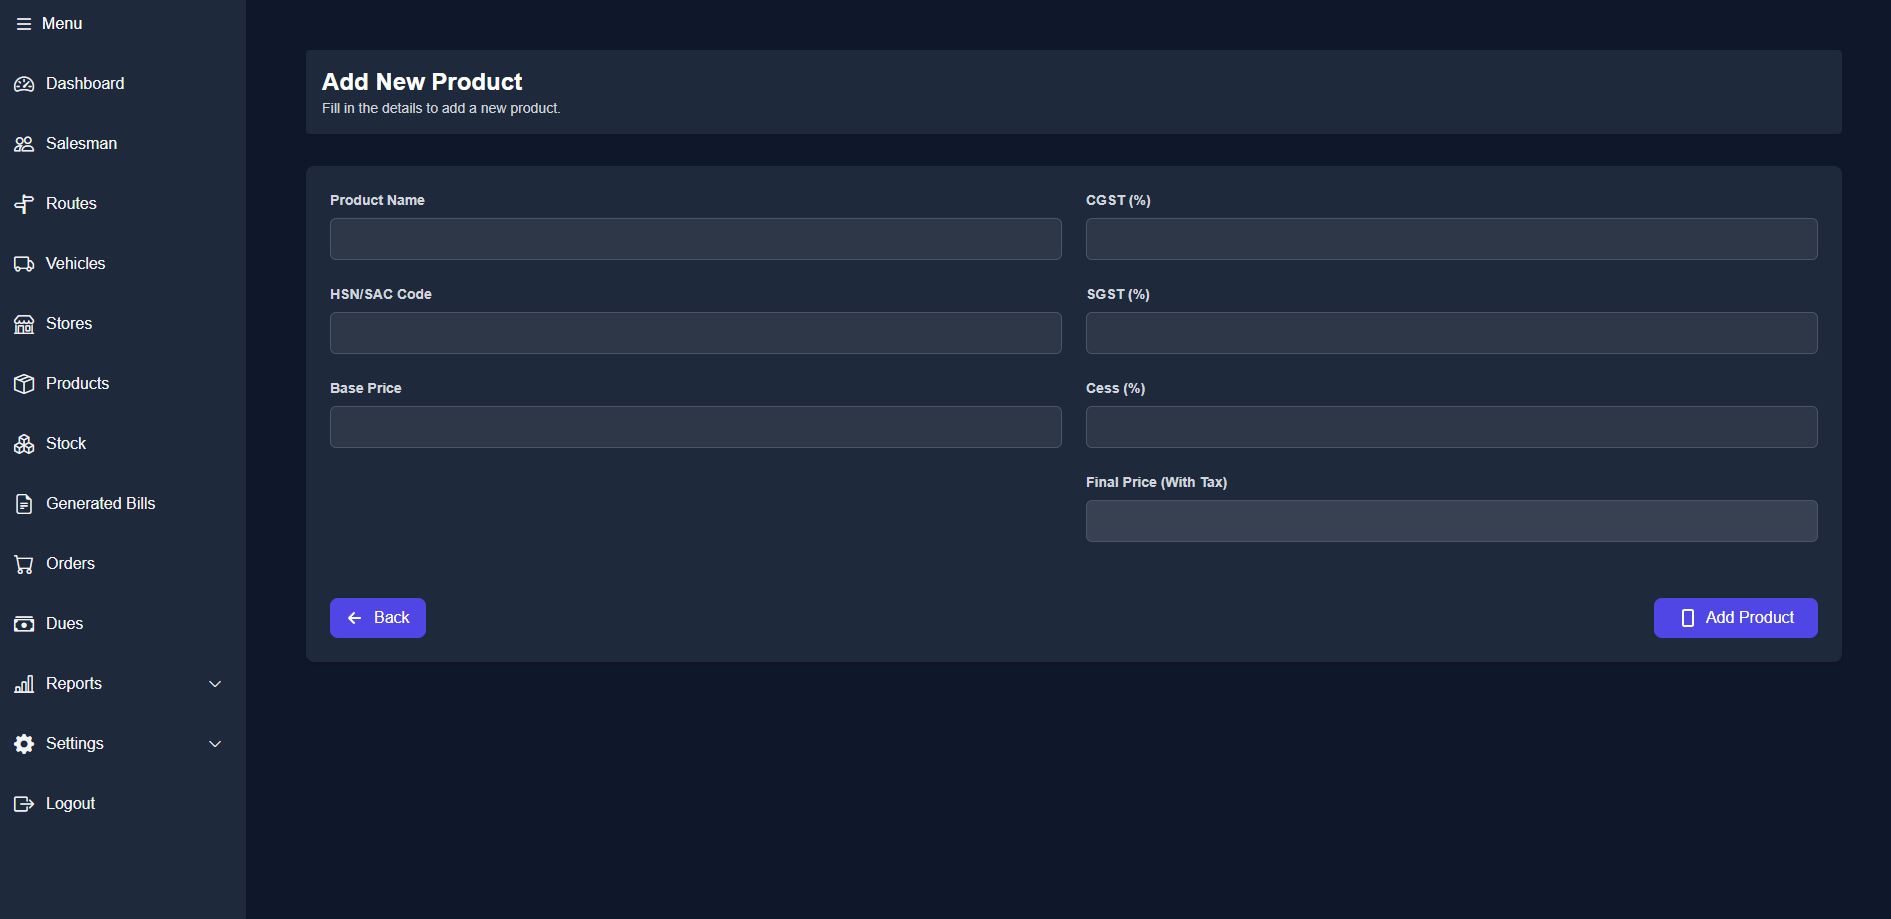 Menu
Dashboard
Salesman
Routes
Vehicles
Stores
Products
Stock
Generated Bills
Orders
Dues
Reports
Settings
Logout
Add New Product
Fill in the details to add a new product.
Product Name
HSN/SAC Code
Base Price
CGST (%)
SGST (%)
Cess (%)
Final Price (With Tax)
Back
Add Product